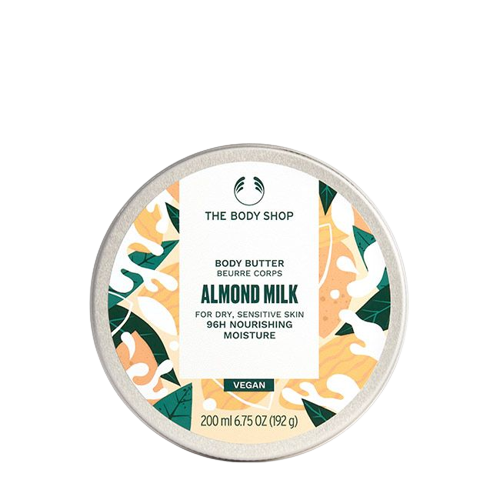 THE BODY SHOP
BODY BUTTER
BEURRE CORPS
ALMOND MILK
FOR DRY, SENSITIVE SKIN
96H NOURISHING
MOISTURE
VEGAN
200 ml 6.75 OZ (192 g)